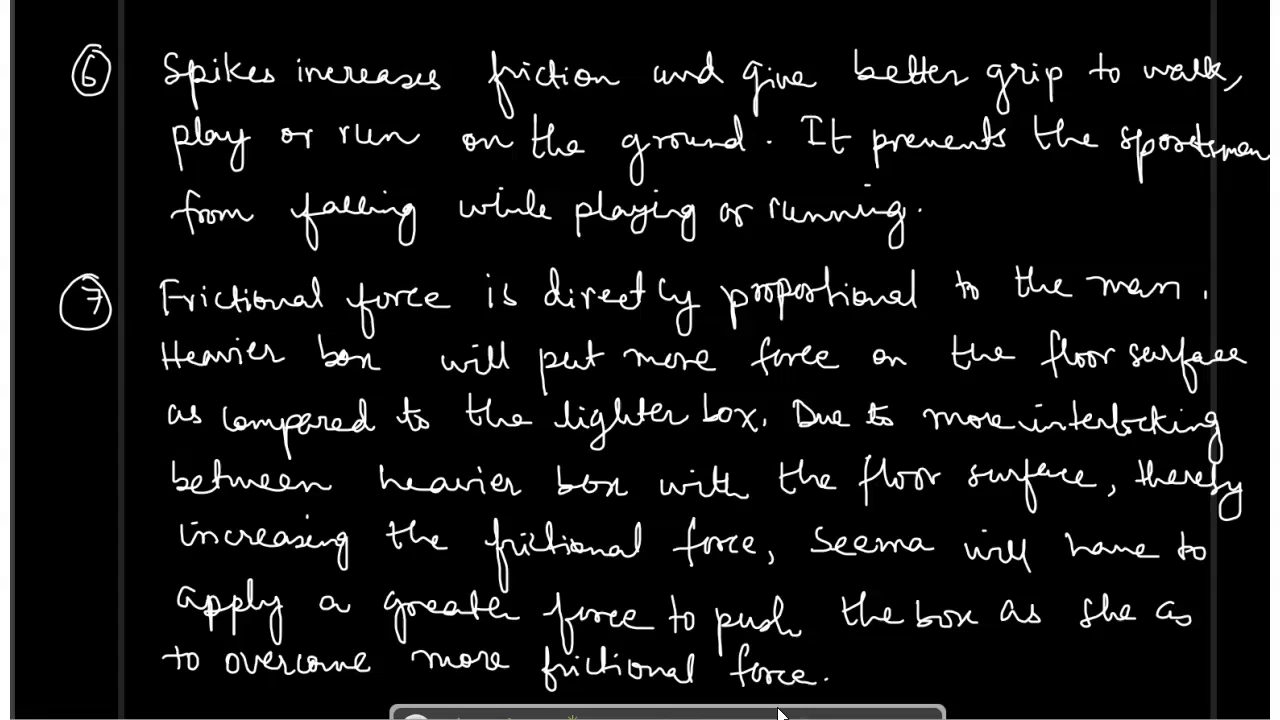 ⑥ Spikes increases friction and give better grip to walk,
play or run on the ground. It prevents the sportsmen
from falling while playing or running.
⑦ Frictional force is directly proportional to the mass.
Heavier box will put more force on the floor surface
as compared to the lighter box. Due to more interlocking
between heavier box with the floor surface, thereby
increasing the frictional force, Seema will have to
apply a greater force to push the box as she as
to overcome more frictional force.